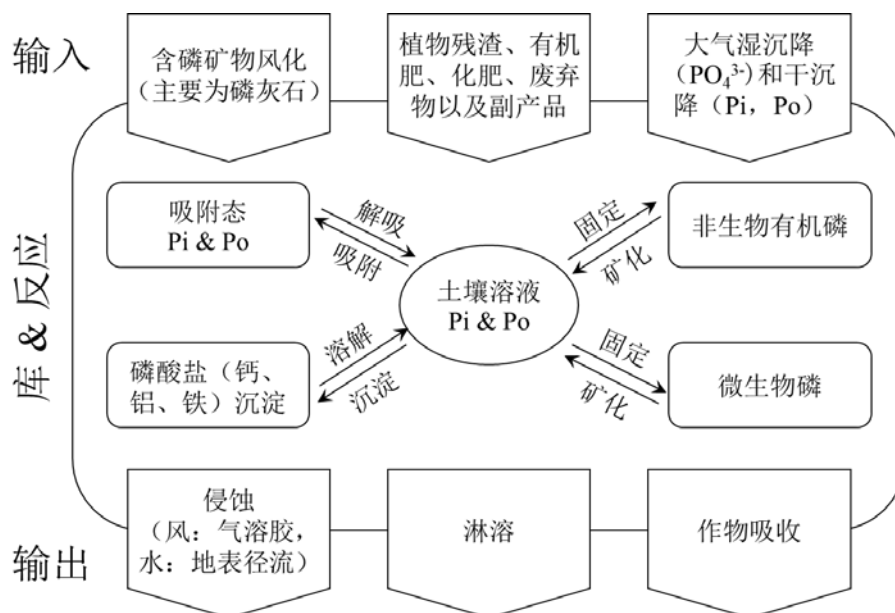 输入
含磷矿物风化
（主要为磷灰石）
植物残渣、有机
肥、化肥、废弃
物以及副产品
大气湿沉降
（PO₄³⁻）和干沉
降（Pi，Po）
库 & 反应
吸附态
Pi & Po
解吸
吸附
固定
矿化
非生物有机磷
土壤溶液
Pi & Po
磷酸盐（钙、
铝、铁）沉淀
溶解
沉淀
固定
矿化
微生物磷
输出
侵蚀
（风：气溶胶，
水：地表径流）
淋溶
作物吸收